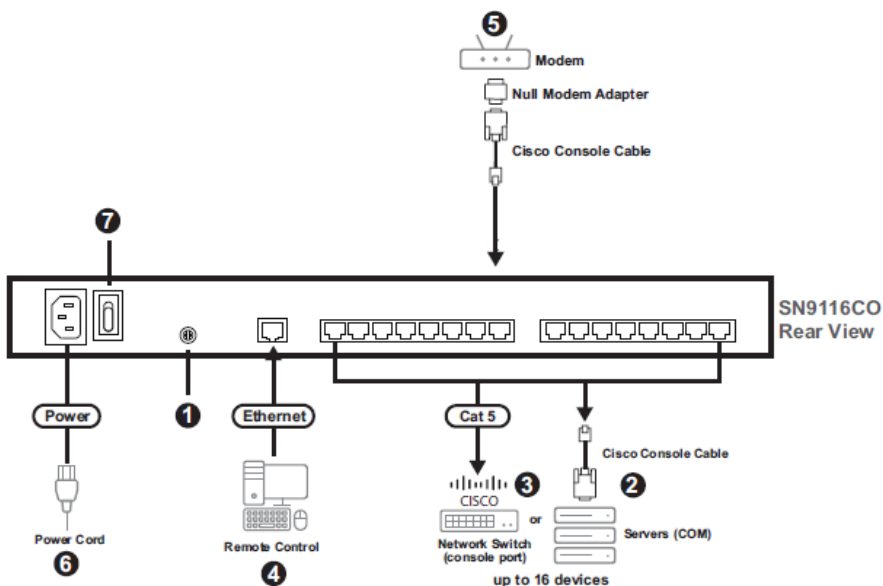 5
Modem
Null Modem Adapter
Cisco Console Cable
7
SN9116CO
Rear View
Power
1
Ethernet
Cat 5
Cisco Console Cable
CISCO
3
2
or
Servers (COM)
Network Switch
(console port)
Power Cord
6
Remote Control
4
up to 16 devices